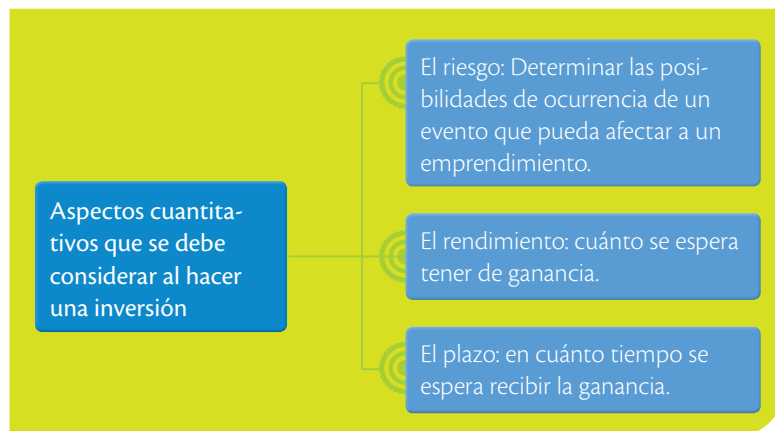 Aspectos cuantita-
tivos que se debe
considerar al hacer
una inversión
El riesgo: Determinar las posi-
bilidades de ocurrencia de un
evento que pueda afectar a un
emprendimiento.
El rendimiento: cuánto se espera
tener de ganancia.
El plazo: en cuánto tiempo se
espera recibir la ganancia.